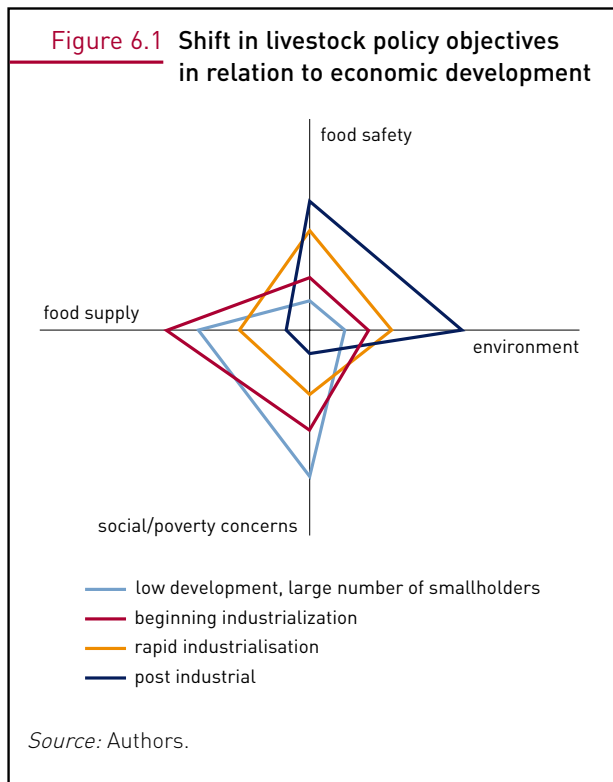 Figure 6.1 Shift in livestock policy objectives
in relation to economic development
food safety
food supply
environment
social/poverty concerns
low development, large number of smallholders
beginning industrialization
rapid industrialisation
post industrial
Source: Authors.